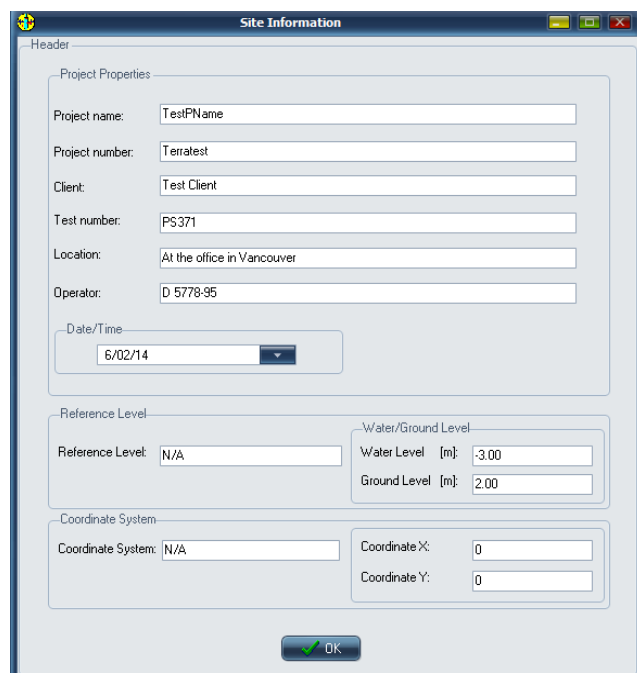 Site Information
Header
Project Properties
Project name: TestPName
Project number: Terratest
Client: Test Client
Test number: PS371
Location: At the office in Vancouver
Operator: D 5778-95
Date/Time
6/02/14
Reference Level
Reference Level: N/A
Water/Ground Level
Water Level [m]: -3.00
Ground Level [m]: 2.00
Coordinate System
Coordinate System: N/A
Coordinate X: 0
Coordinate Y: 0
OK